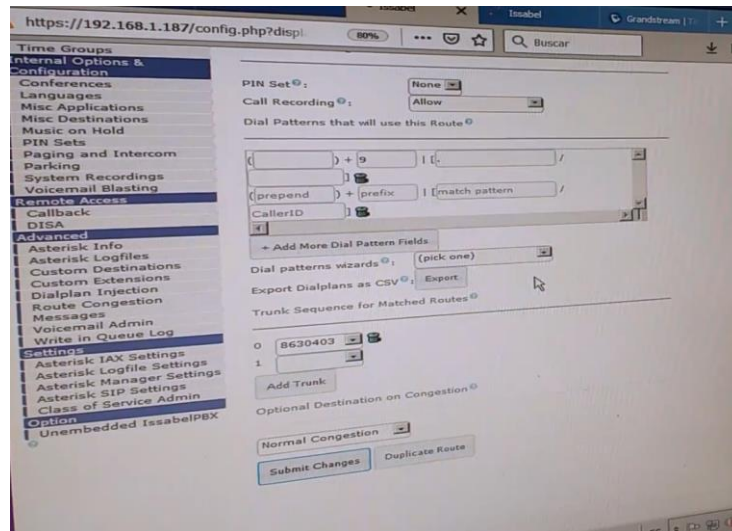 Issabel
Issabel
Grandstream |
https://192.168.1.187/config.php?displ
80%
Buscar
Time Groups
Internal Options &
Configuration
Conferences
Languages
Misc Applications
Misc Destinations
Music on Hold
PIN Sets
Paging and Intercom
Parking
System Recordings
Voicemail Blasting
Remote Access
Callback
DISA
Advanced
Asterisk Info
Asterisk Logfiles
Custom Destinations
Custom Extensions
Dialplan Injection
Route Congestion
Messages
Voicemail Admin
Write in Queue Log
Settings
Asterisk IAX Settings
Asterisk Logfile Settings
Asterisk Manager Settings
Asterisk SIP Settings
Class of Service Admin
Option
Unembedded IssabelPBX
PIN Set: None
Call Recording: Allow
Dial Patterns that will use this Route
( ) + 9 | [. /
]
(prepend ) + prefix | [match pattern /
CallerID ]
+ Add More Dial Pattern Fields
Dial patterns wizards: (pick one)
Export Dialplans as CSV: Export
Trunk Sequence for Matched Routes
0 8630403
1
Add Trunk
Optional Destination on Congestion
Normal Congestion
Submit Changes Duplicate Route